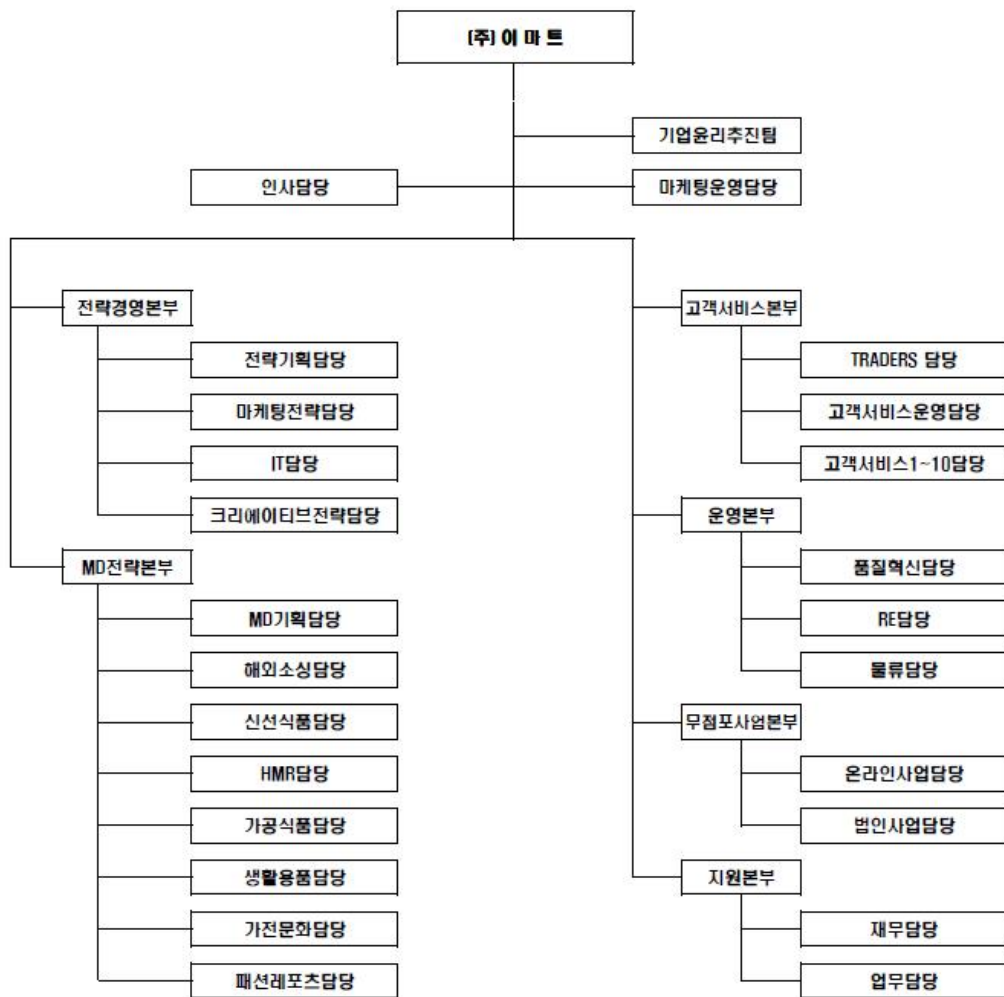 (주) 이 마 트
기업윤리추진팀
인사담당
마케팅운영담당
전략경영본부
전략기획담당
마케팅전략담당
IT담당
크리에이티브전략담당
MD전략본부
MD기획담당
해외소싱담당
신선식품담당
HMR담당
가공식품담당
생활용품담당
가전문화담당
패션레포츠담당
고객서비스본부
TRADERS 담당
고객서비스운영담당
고객서비스1~10담당
운영본부
품질혁신담당
RE담당
물류담당
무점포사업본부
온라인사업담당
법인사업담당
지원본부
재무담당
업무담당